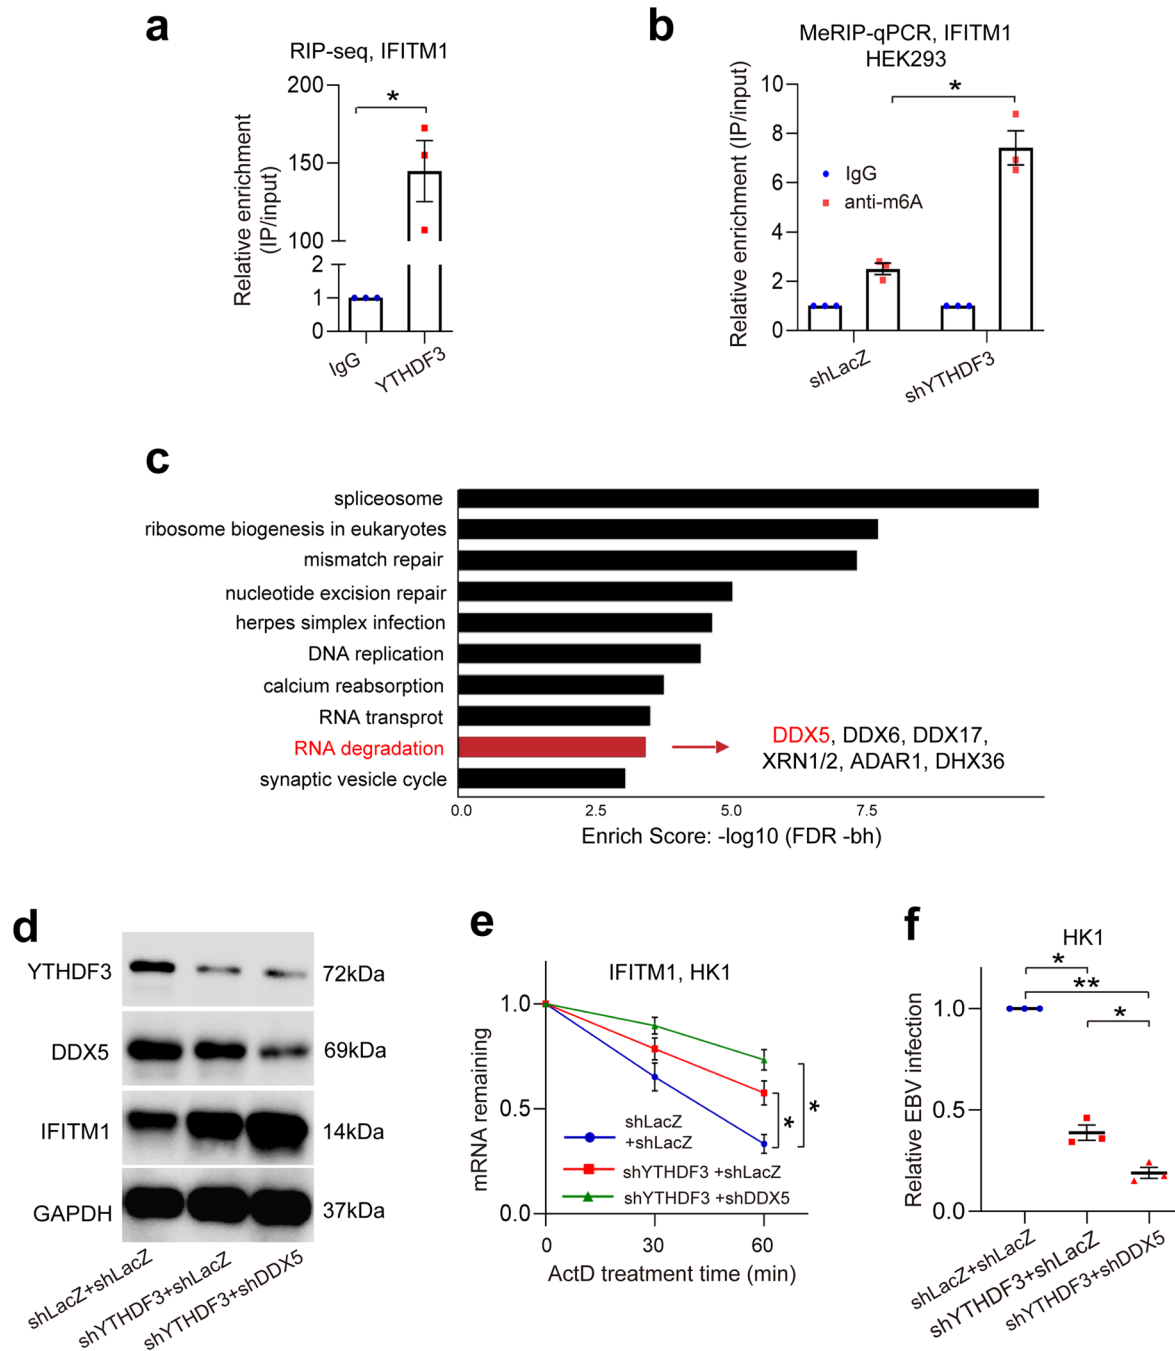 a
RIP-seq, IFITM1
200
150
100
2
1
0
Relative enrichment
(IP/input)
*
IgG
YTHDF3
b
MeRIP-qPCR, IFITM1
HEK293
10
8
6
4
2
0
Relative enrichment (IP/input)
*
IgG
anti-m6A
shLacZ
shYTHDF3
c
spliceosome
ribosome biogenesis in eukaryotes
mismatch repair
nucleotide excision repair
herpes simplex infection
DNA replication
calcium reabsorption
RNA transprot
RNA degradation
synaptic vesicle cycle
DDX5, DDX6, DDX17,
XRN1/2, ADAR1, DHX36
0.0 2.5 5.0 7.5
Enrich Score: -log10 (FDR -bh)
d
YTHDF3 72kDa
DDX5 69kDa
IFITM1 14kDa
GAPDH 37kDa
shLacZ+shLacZ
shYTHDF3+shLacZ
shYTHDF3+shDDX5
e
IFITM1, HK1
1.0
0.5
0.0
mRNA remaining
shLacZ
+shLacZ
shYTHDF3 +shLacZ
shYTHDF3 +shDDX5
*
*
0 30 60
ActD treatment time (min)
f
HK1
*
**
*
1.0
0.5
0.0
Relative EBV infection
shLacZ+shLacZ
shYTHDF3+shLacZ
shYTHDF3+shDDX5